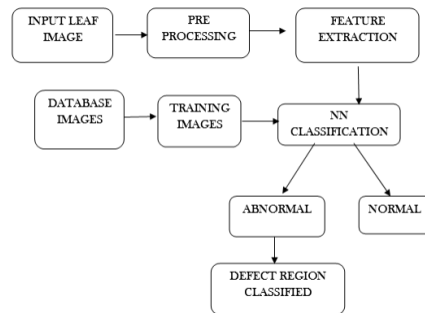 INPUT LEAF
IMAGE
PRE
PROCESSING
FEATURE
EXTRACTION
DATABASE
IMAGES
TRAINING
IMAGES
NN
CLASSIFICATION
ABNORMAL
NORMAL
DEFECT REGION
CLASSIFIED